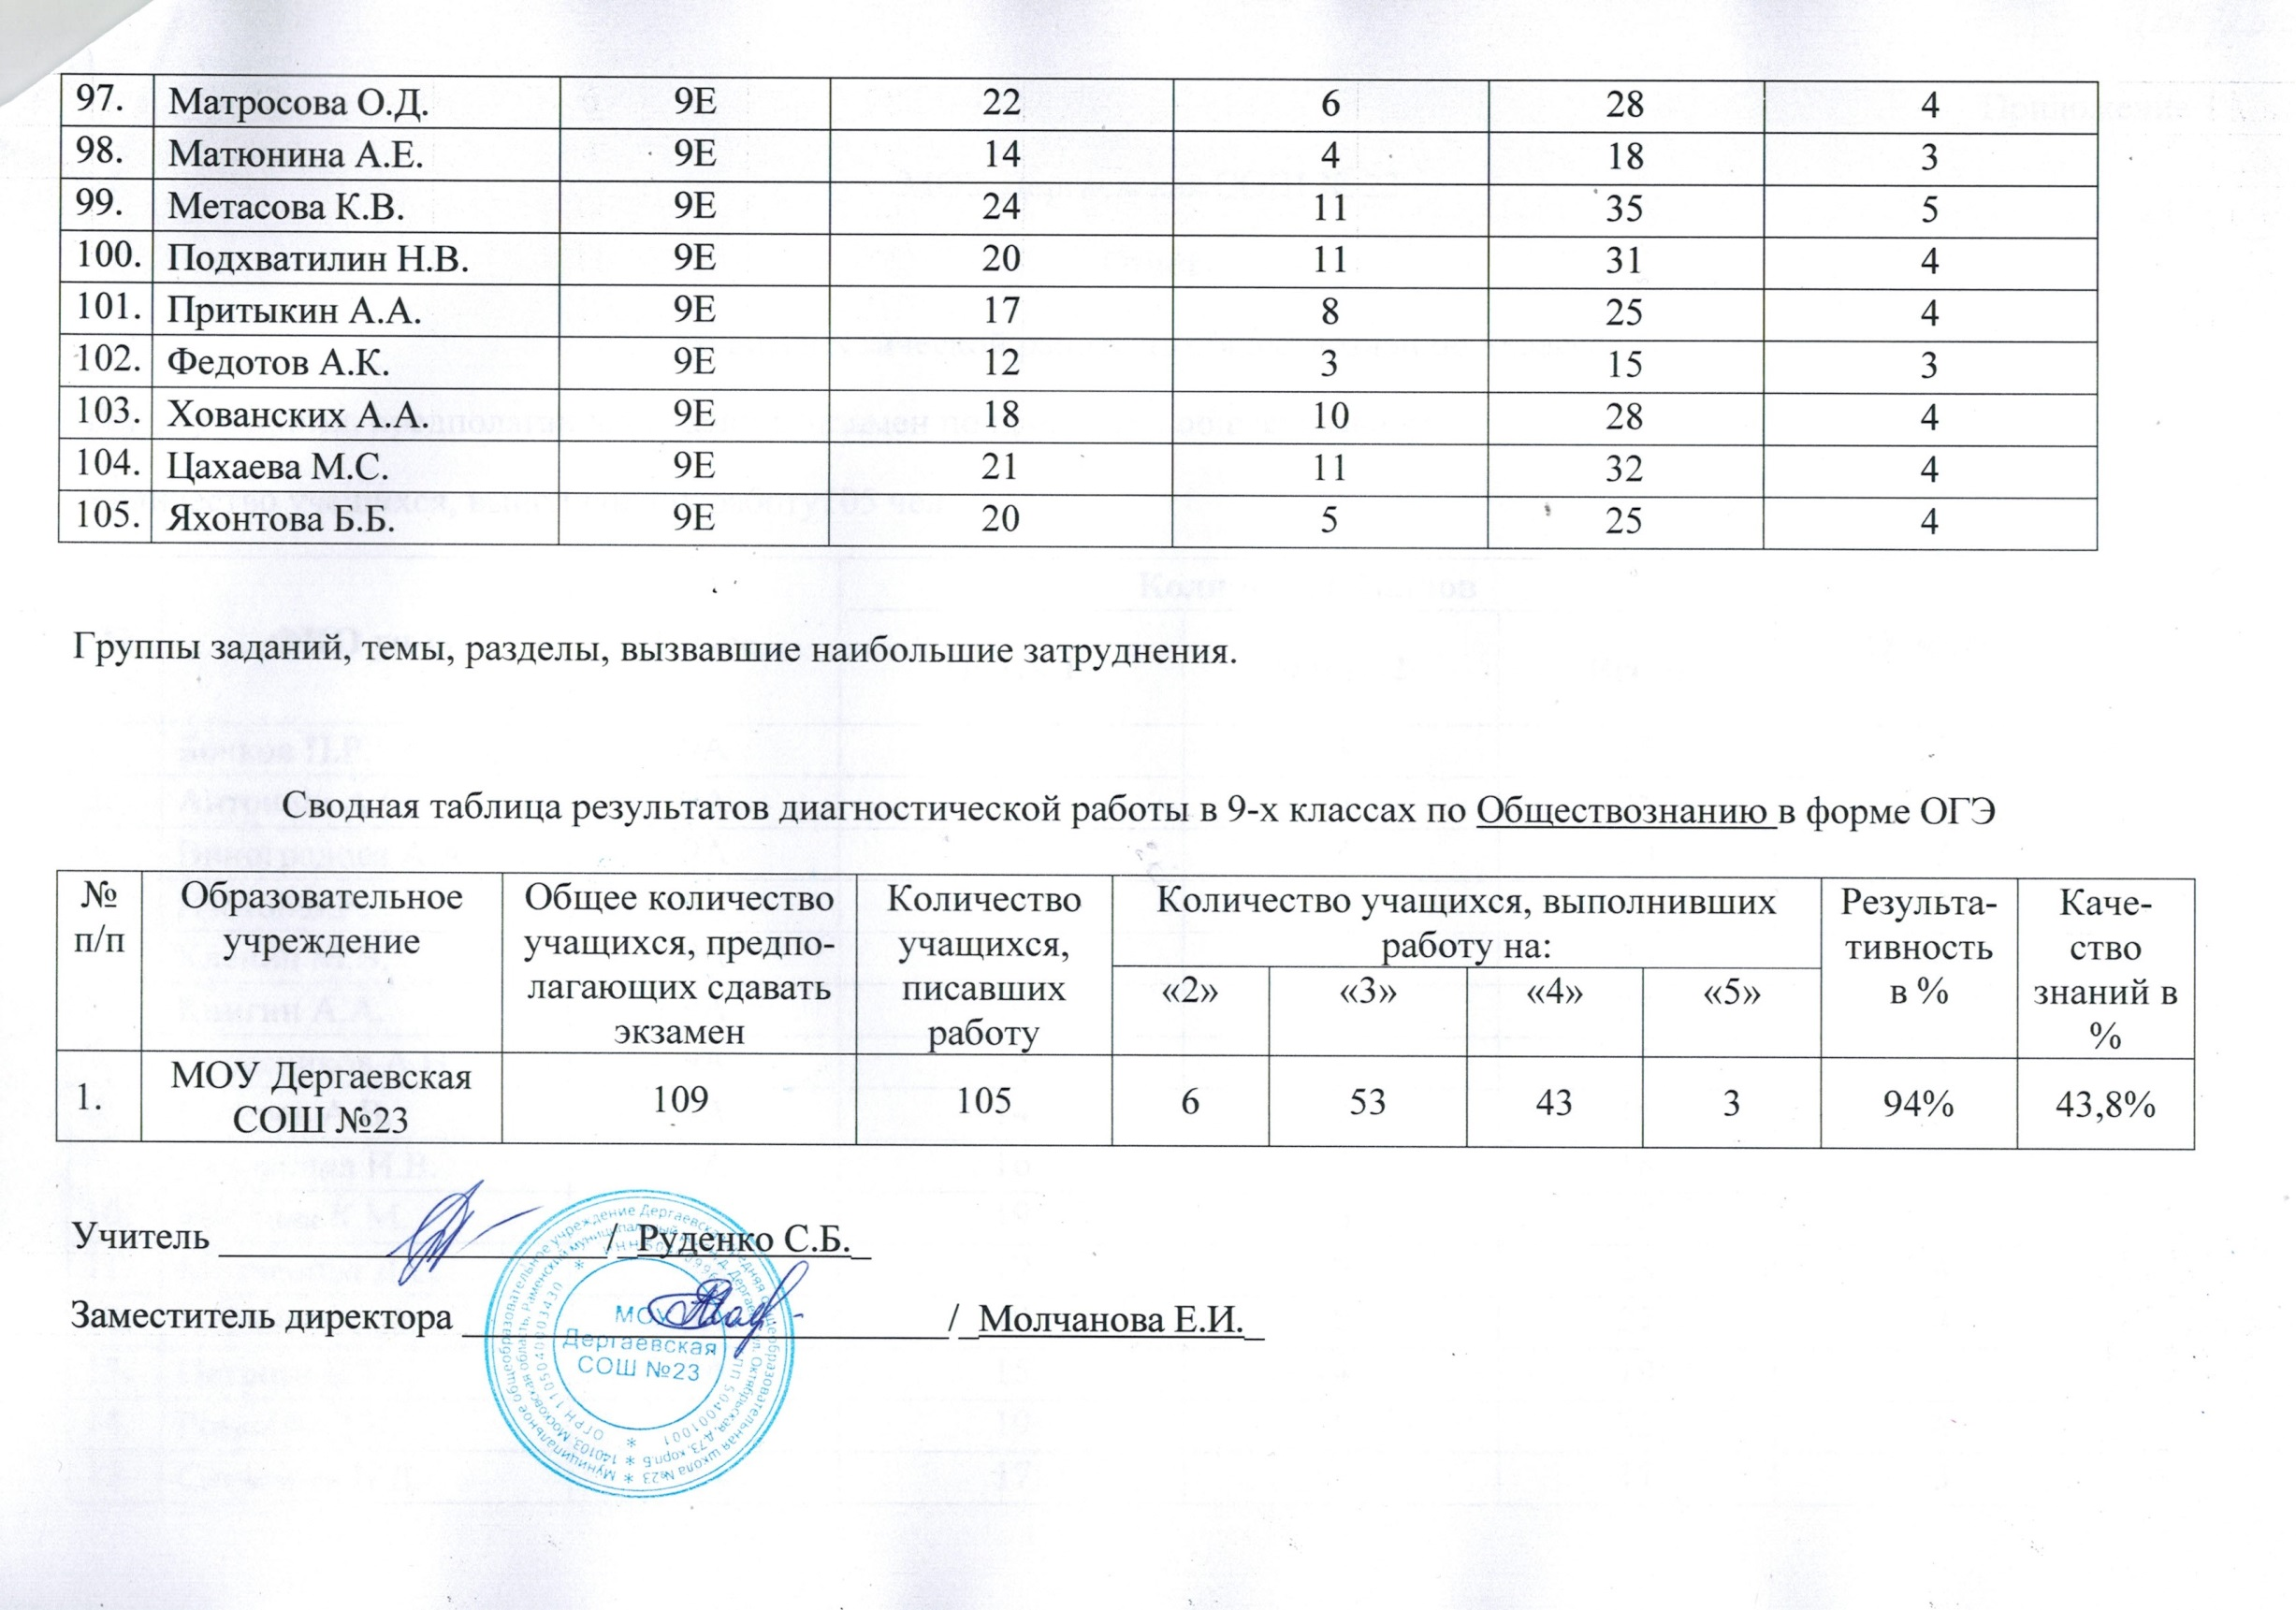 97. Матросова О.Д. 9Е 22 6 28 4
98. Матюнина А.Е. 9Е 14 4 18 3
99. Метасова К.В. 9Е 24 11 35 5
100. Подхватилин Н.В. 9Е 20 11 31 4
101. Притыкин А.А. 9Е 17 8 25 4
102. Федотов А.К. 9Е 12 3 15 3
103. Хованских А.А. 9Е 18 10 28 4
104. Цахаева М.С. 9Е 21 11 32 4
105. Яхонтова Б.Б. 9Е 20 5 25 4
Группы заданий, темы, разделы, вызвавшие наибольшие затруднения.
Сводная таблица результатов диагностической работы в 9-х классах по Обществознанию в форме ОГЭ
№ п/п
Образовательное
учреждение
Общее количество
учащихся, предпо-
лагающих сдавать
экзамен
Количество
учащихся,
писавших
работу
Количество учащихся, выполнивших
работу на:
«2» «3» «4» «5»
Результа-
тивность
в %
Каче-
ство
знаний в
%
1. МОУ Дергаевская
СОШ №23
109 105 6 53 43 3 94% 43,8%
Учитель / Руденко С.Б.
Заместитель директора / Молчанова Е.И.
МОУ
Дергаевская
СОШ №23